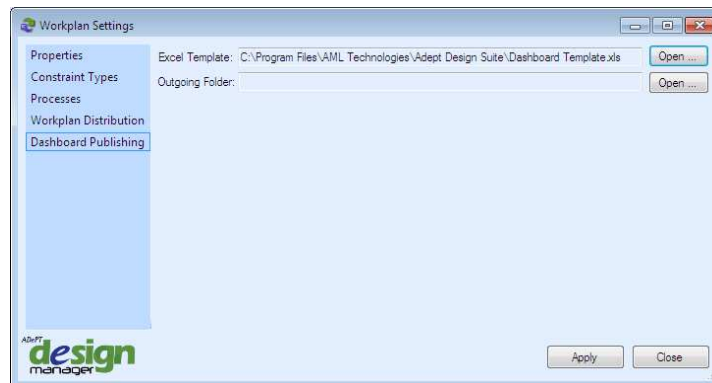 Workplan Settings
Properties
Constraint Types
Processes
Workplan Distribution
Dashboard Publishing
Excel Template: C:\Program Files\AML Technologies\Adept Design Suite\Dashboard Template.xls Open ...
Outgoing Folder: Open ...
ADePT
design
manager
Apply Close